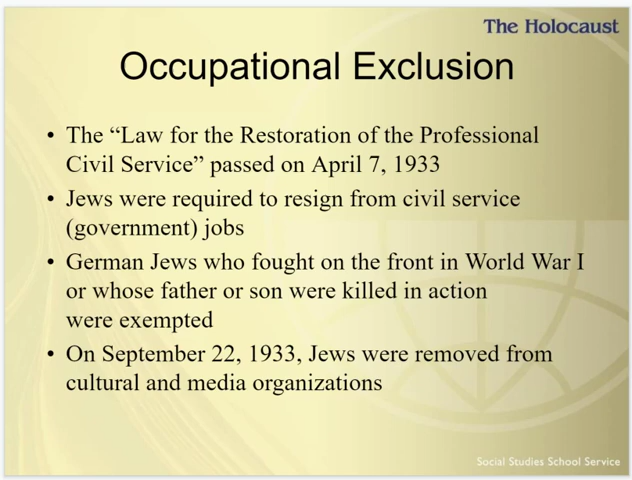 The Holocaust
Occupational Exclusion
• The “Law for the Restoration of the Professional
Civil Service” passed on April 7, 1933
• Jews were required to resign from civil service
(government) jobs
• German Jews who fought on the front in World War I
or whose father or son were killed in action
were exempted
• On September 22, 1933, Jews were removed from
cultural and media organizations
Social Studies School Service